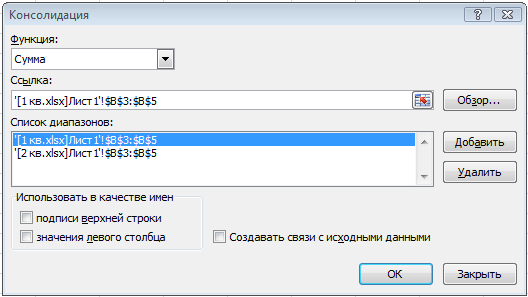 Консолидация
Функция:
Сумма
Ссылка:
'[1 кв.xlsx]Лист1'!$B$3:$B$5
Обзор...
Список диапазонов:
'[1 кв.xlsx]Лист1'!$B$3:$B$5
'[2 кв.xlsx]Лист1'!$B$3:$B$5
Добавить
Удалить
Использовать в качестве имен
подписи верхней строки
значения левого столбца
Создавать связи с исходными данными
ОК
Закрыть